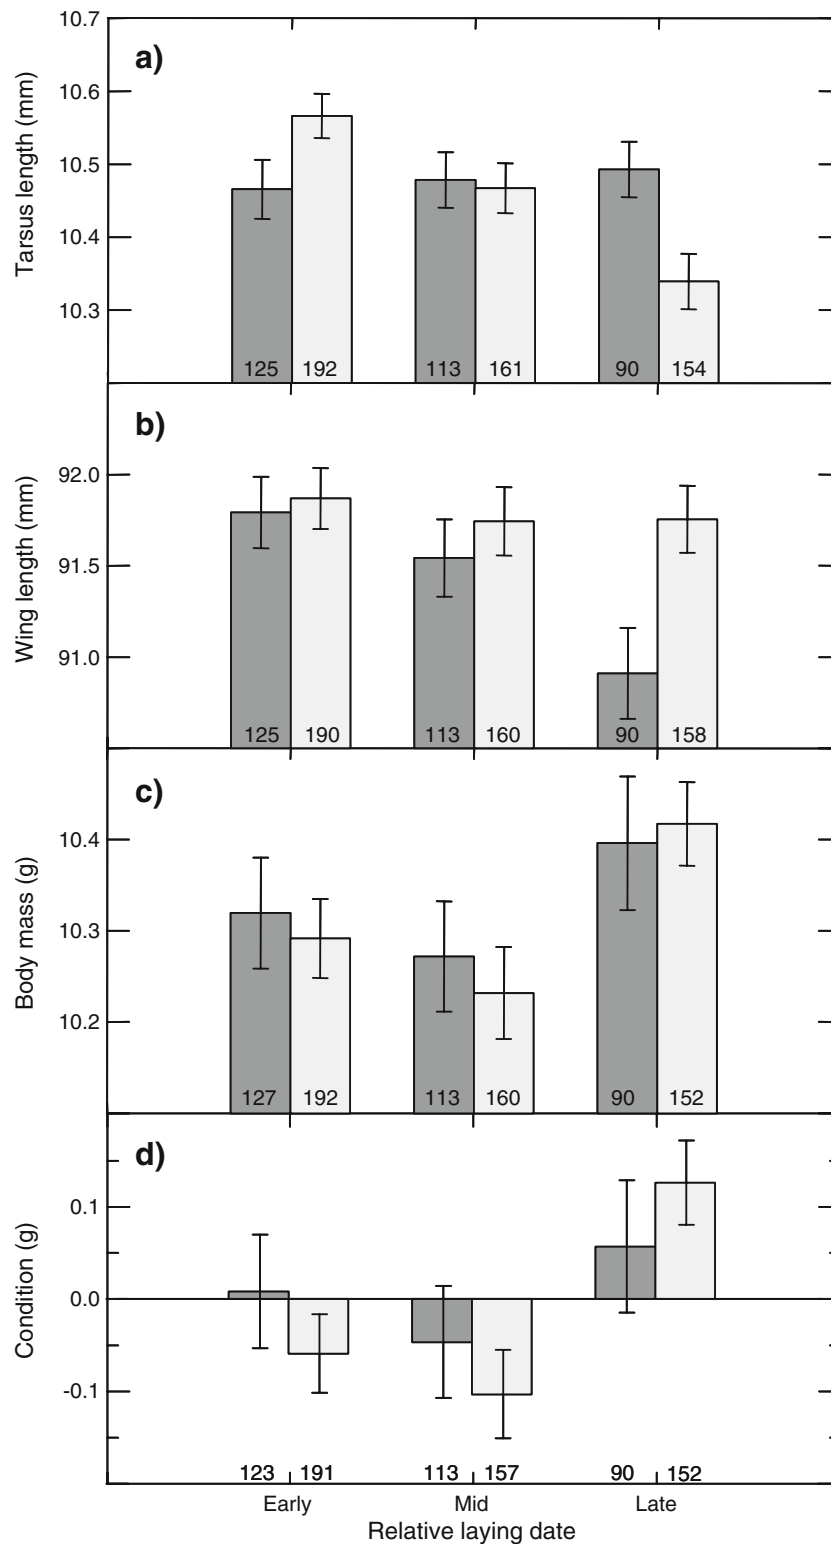 a)
Tarsus length (mm)
10.7
10.6
10.5
10.4
10.3
125 192 113 161 90 154
b)
Wing length (mm)
92.0
91.5
91.0
125 190 113 160 90 158
c)
Body mass (g)
10.4
10.3
10.2
127 192 113 160 90 152
d)
Condition (g)
0.1
0.0
-0.1
123 191 113 157 90 152
Early Mid Late
Relative laying date